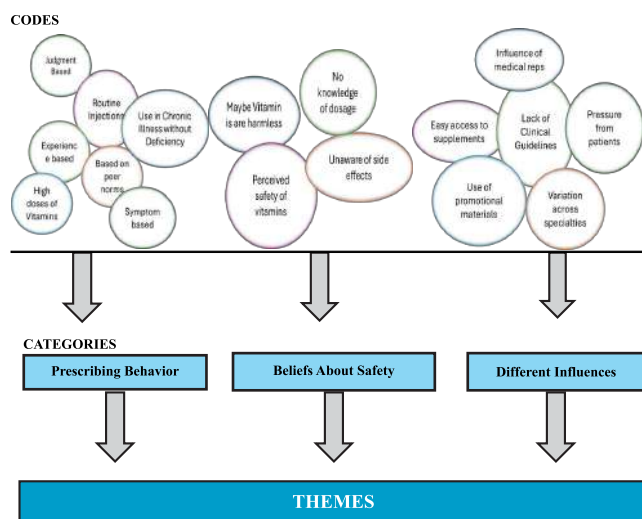 CODES
Judgment
Based
Routine
Injections
Use in Chronic
Illness without
Deficiency
Experienc
e based
Based on
peer
norms
High
doses of
Vitamins
Symptom
based
No
knowledge
of dosage
Maybe Vitamin
is are harmless
Unaware of side
effects
Perceived
safety of
vitamins
Influence of
medical reps
Easy access to
supplements
Lack of
Clinical
Guidelines
Pressure
from
patients
Use of
promotional
materials
Variation
across
specialties
CATEGORIES
Prescribing Behavior
Beliefs About Safety
Different Influences
THEMES